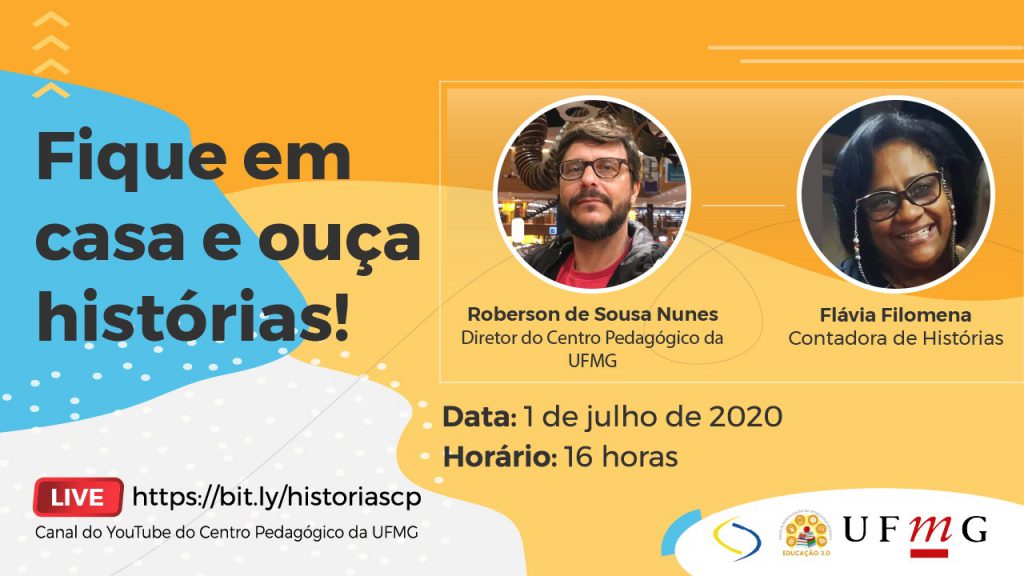 Fique em
casa e ouça
histórias!
Roberson de Sousa Nunes
Diretor do Centro Pedagógico da
UFMG
Flávia Filomena
Contadora de Histórias
Data: 1 de julho de 2020
Horário: 16 horas
LIVE https://bit.ly/historiascp
Canal do YouTube do Centro Pedagógico da UFMG
EDUCAÇÃO 3.0
UFmG